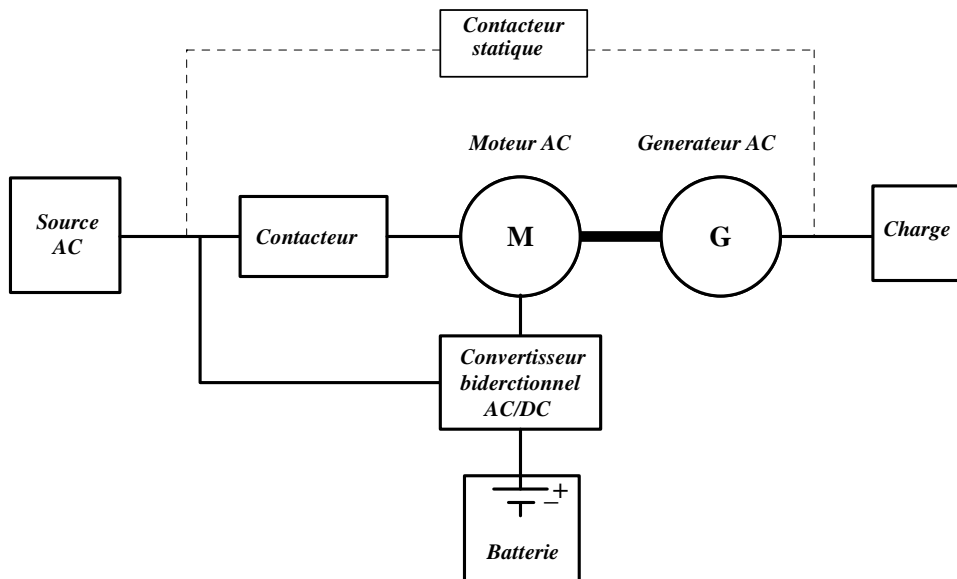 Contacteur
statique
Moteur AC
Generateur AC
Source
AC
Contacteur
M
G
Charge
Convertisseur
biderctionnel
AC/DC
+
−
Batterie